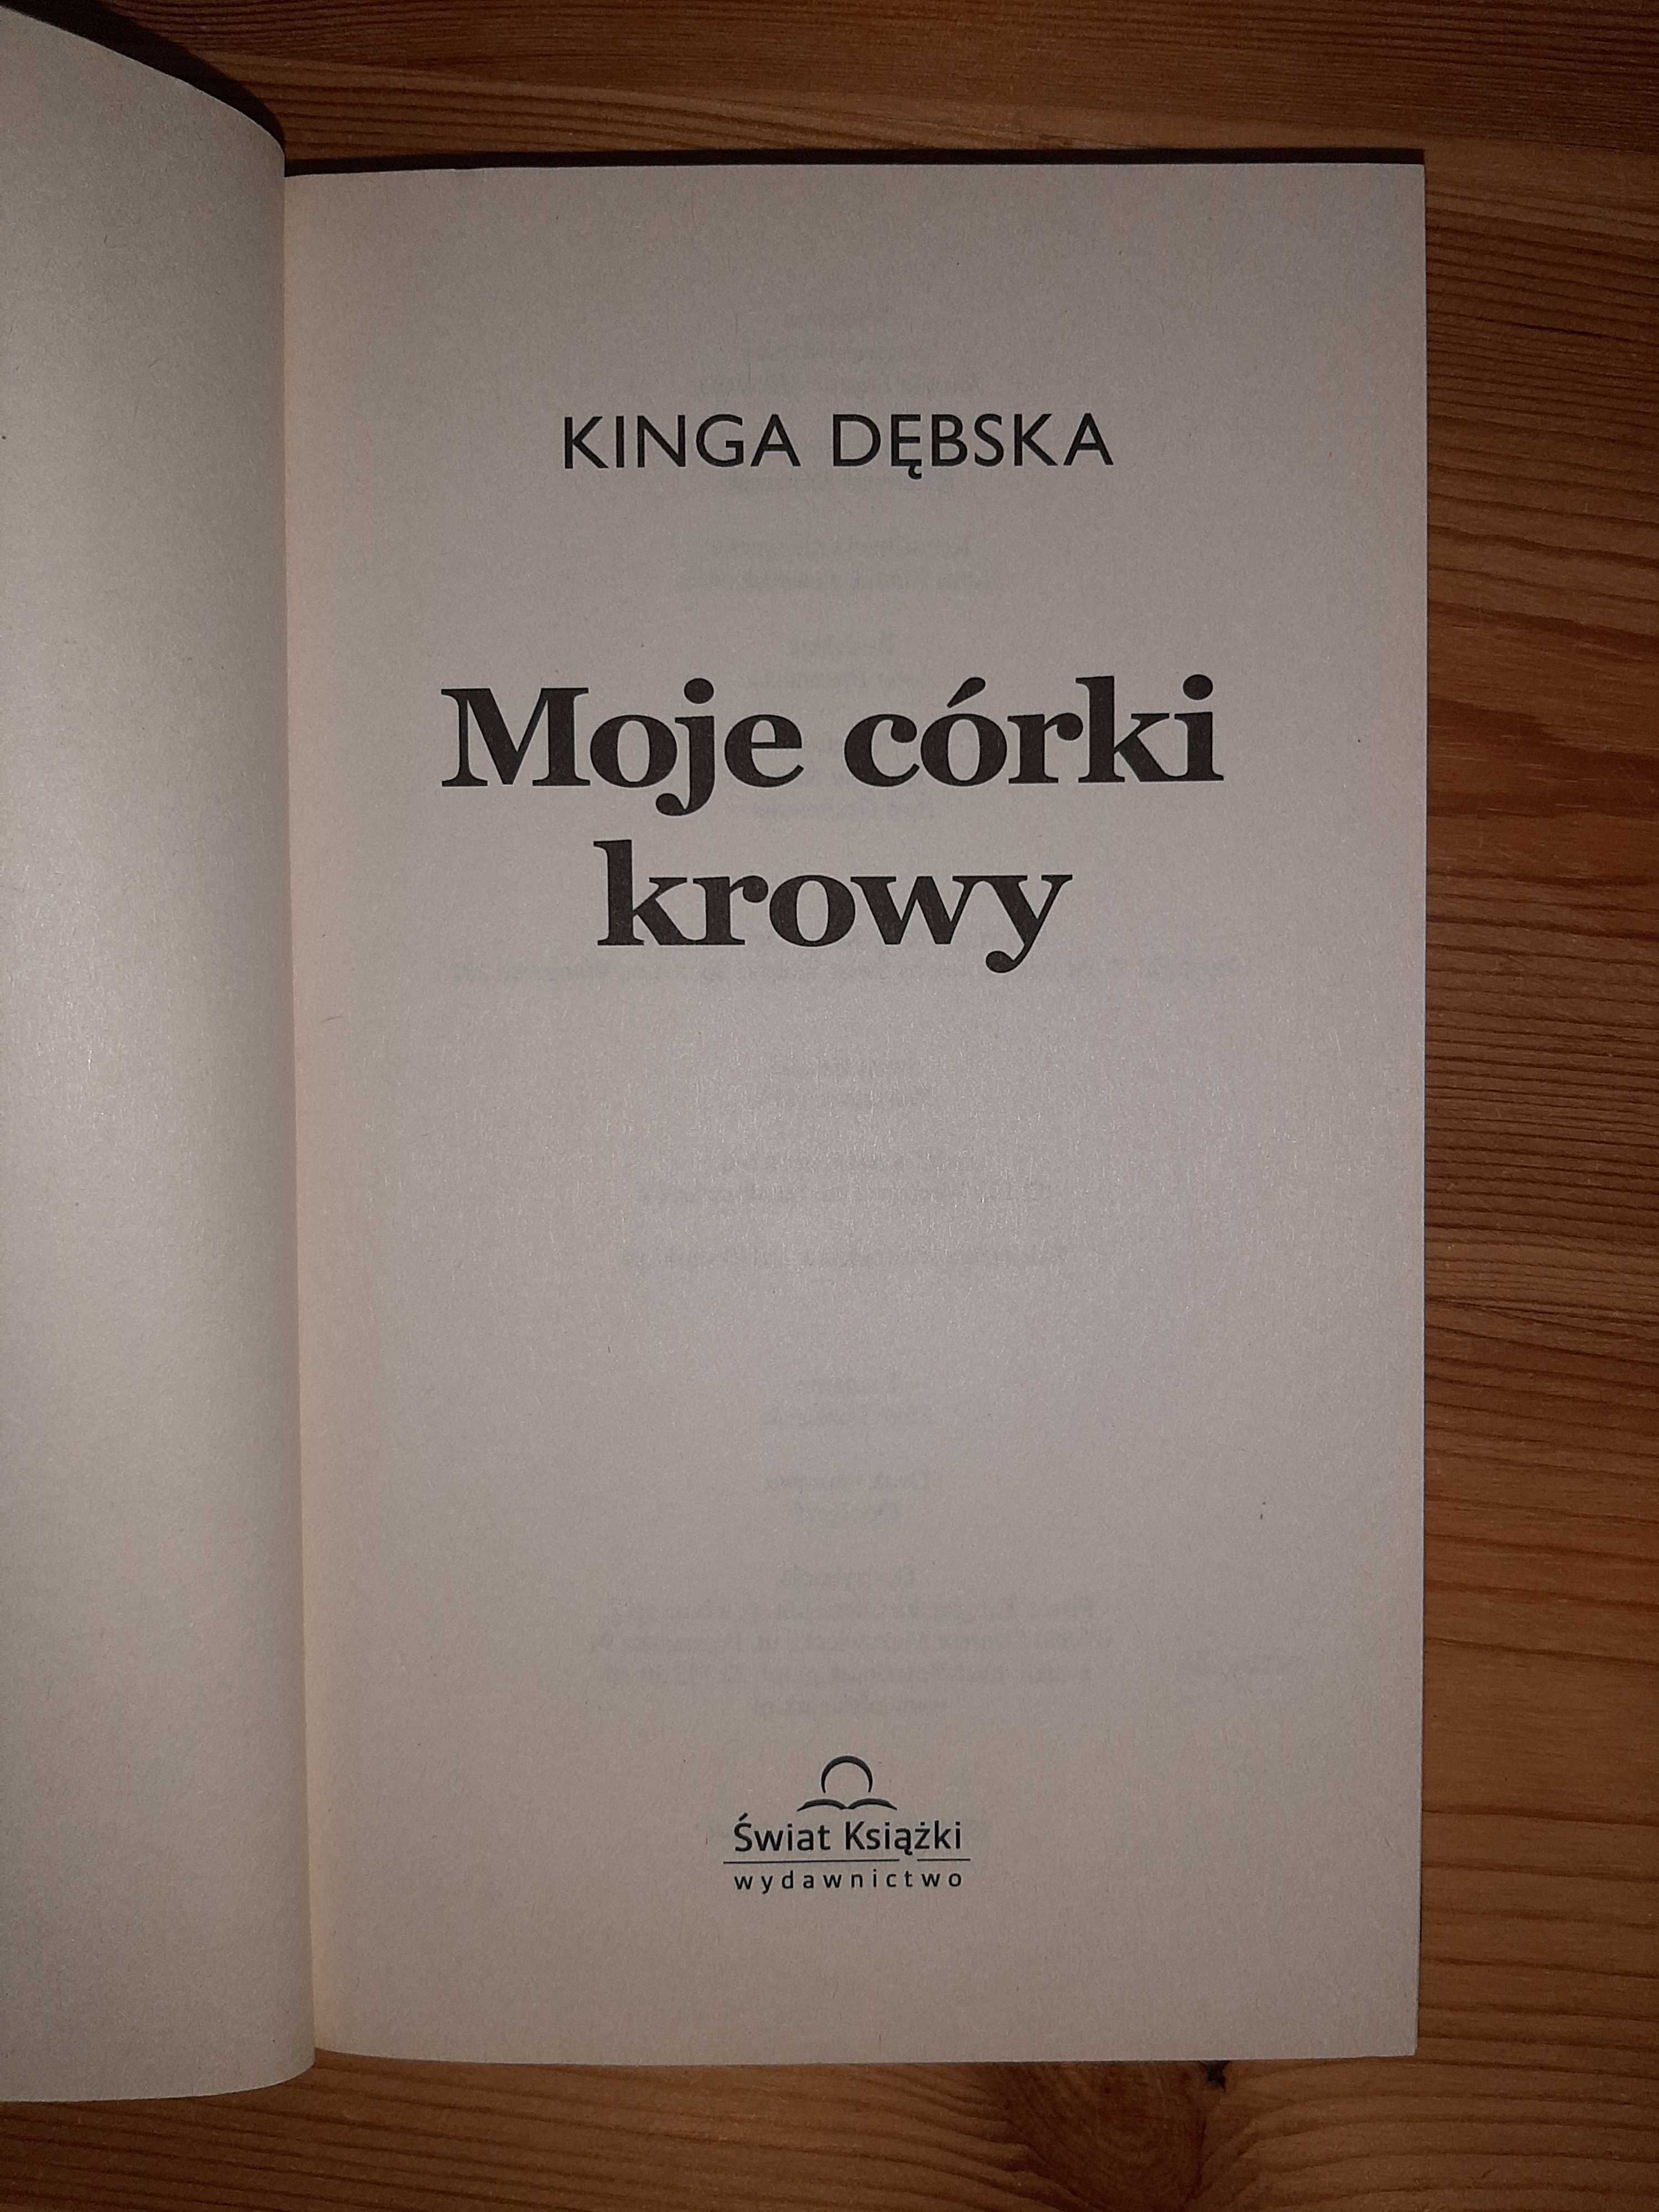 KINGA DĘBSKA
Moje córki
krowy
Świat Książki
wydawnictwo